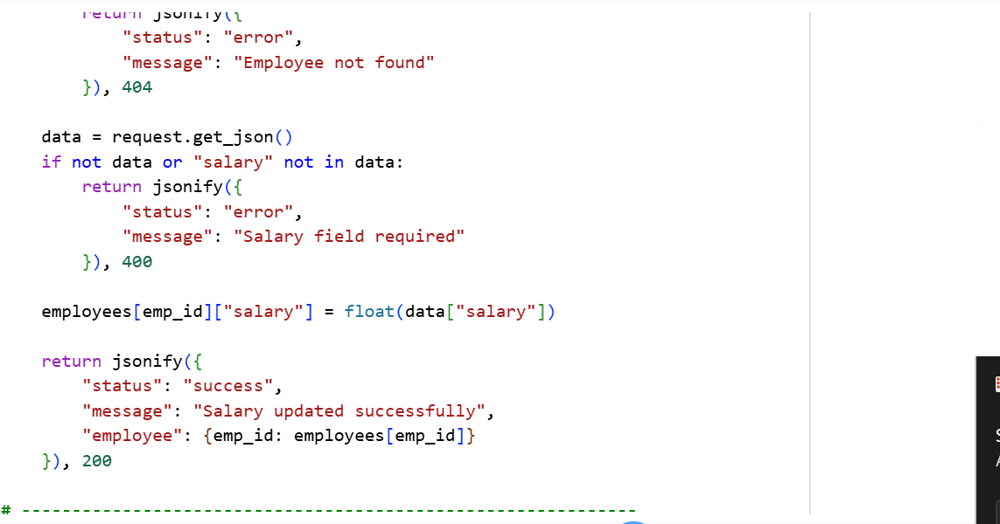 return jsonify({
"status": "error",
"message": "Employee not found"
}), 404
data = request.get_json()
if not data or "salary" not in data:
return jsonify({
"status": "error",
"message": "Salary field required"
}), 400
employees[emp_id]["salary"] = float(data["salary"])
return jsonify({
"status": "success",
"message": "Salary updated successfully",
"employee": {emp_id: employees[emp_id]}
}), 200
# -------------------------------------------------------------